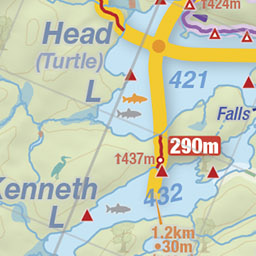 ↑424m
Head
(Turtle)
L
421
Falls
290m
↑437m
Kenneth
L
432
1.2km
•30m